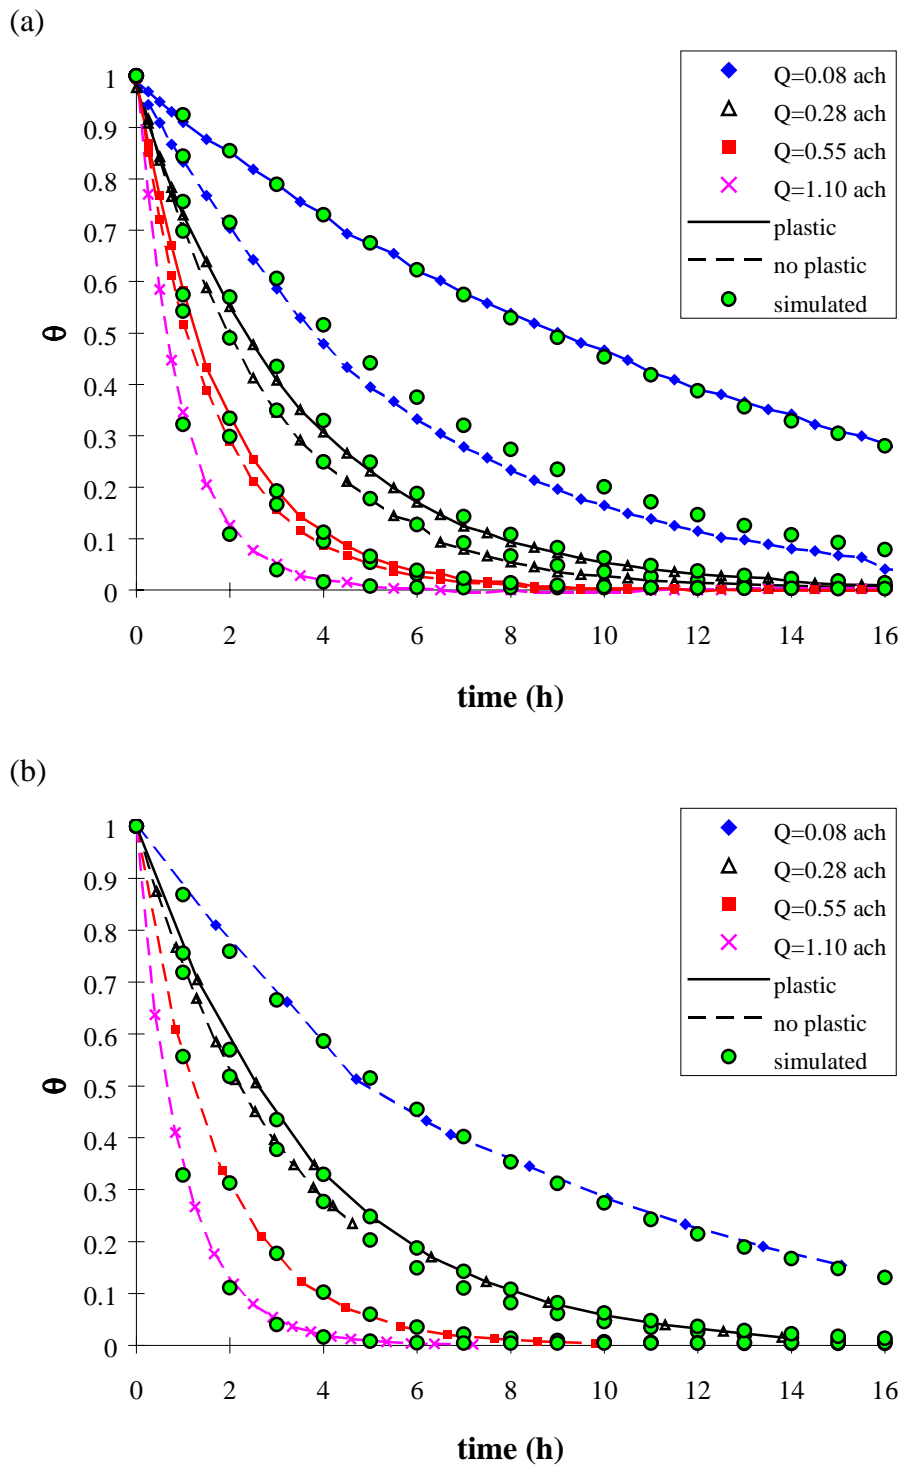 (a)
1
0.9
0.8
0.7
0.6
0.5
0.4
0.3
0.2
0.1
0
θ
0 2 4 6 8 10 12 14 16
time (h)
Q=0.08 ach
Q=0.28 ach
Q=0.55 ach
Q=1.10 ach
plastic
no plastic
simulated
(b)
1
0.9
0.8
0.7
0.6
0.5
0.4
0.3
0.2
0.1
0
θ
0 2 4 6 8 10 12 14 16
time (h)
Q=0.08 ach
Q=0.28 ach
Q=0.55 ach
Q=1.10 ach
plastic
no plastic
simulated